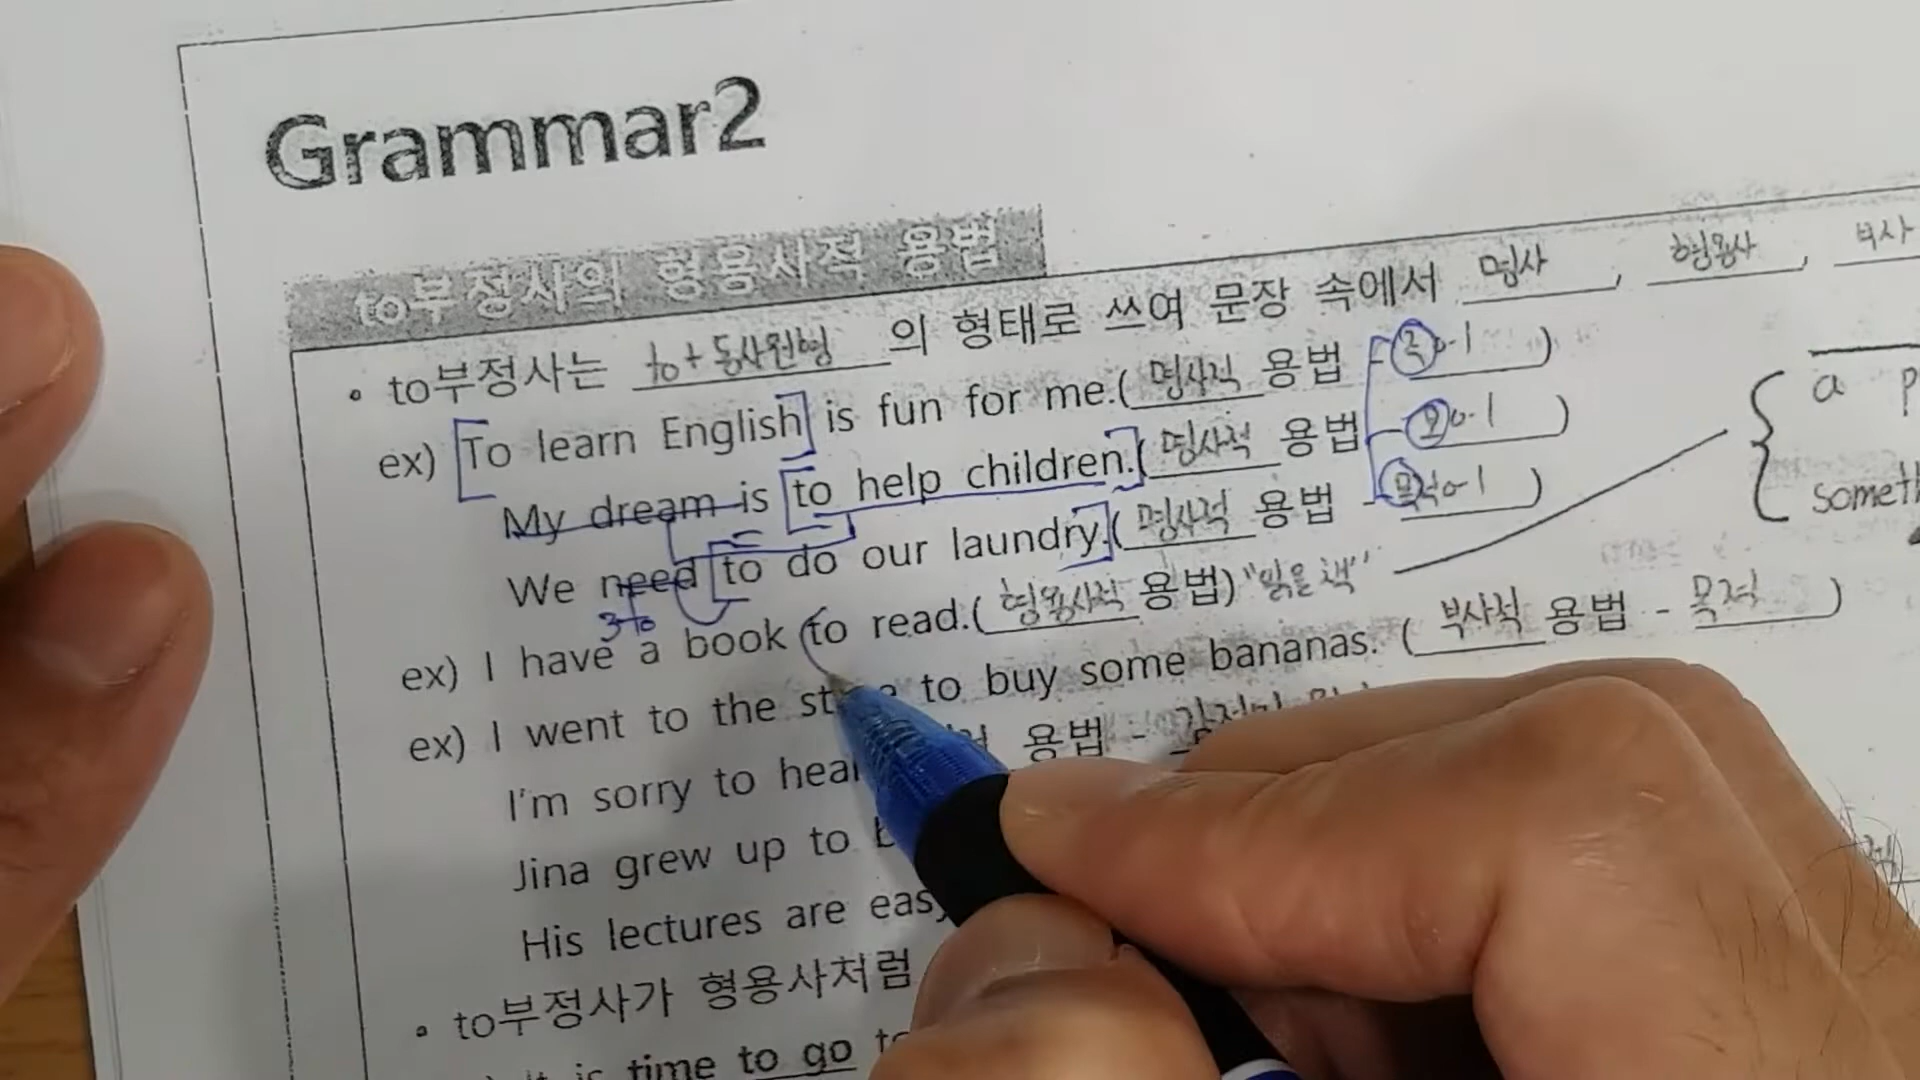 Grammar2
to부정사의 형용사적 용법
• to부정사는 to+동사원형 의 형태로 쓰여 문장 속에서 명사, 형용사, 부사
ex) To learn English is fun for me.(명사적 용법 - 주어)
My dream is to help children.(명사적 용법 - 보어)
We need to do our laundry.(명사적 용법 - 목적어)
ex) I have a book to read.(형용사적 용법) "읽을 책"
a p
someth
ex) I went to the to buy some bananas. (부사적 용법 - 목적)
I'm sorry to hear 용법 -
Jina grew up to b
His lectures are easy
• to부정사가 형용사처럼
is time to go